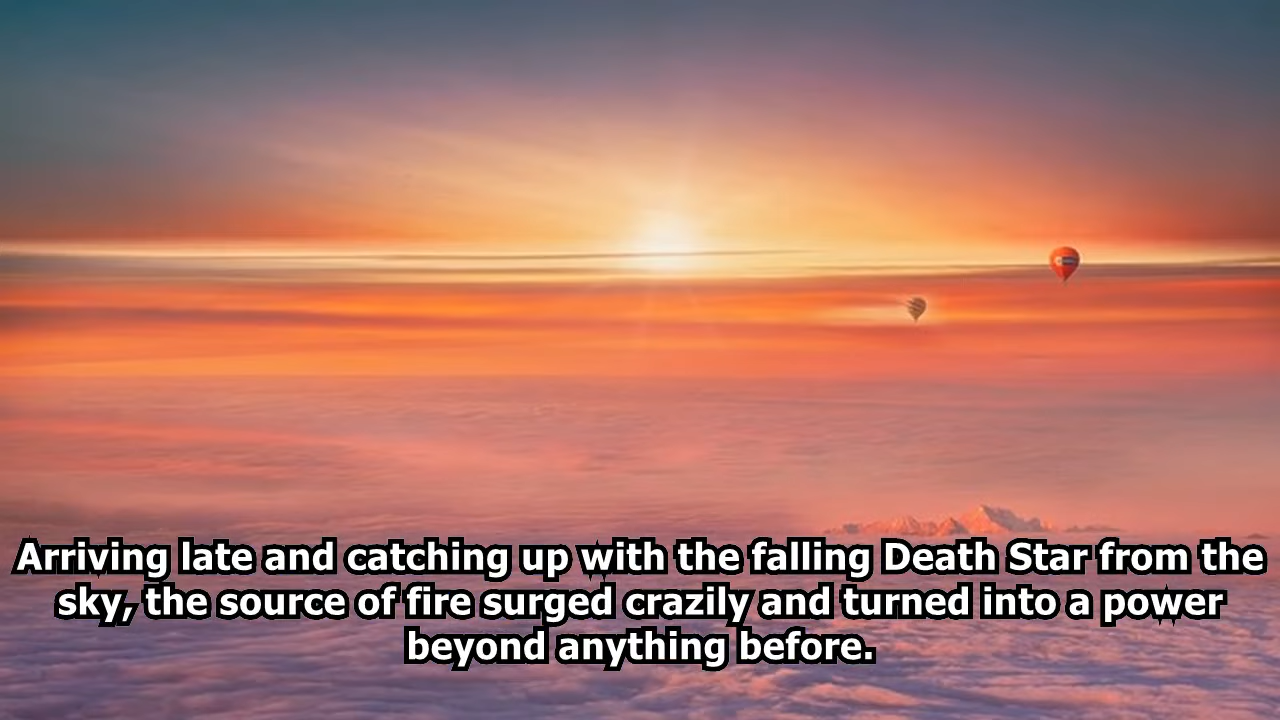 Arriving late and catching up with the falling Death Star from the
sky, the source of fire surged crazily and turned into a power
beyond anything before.